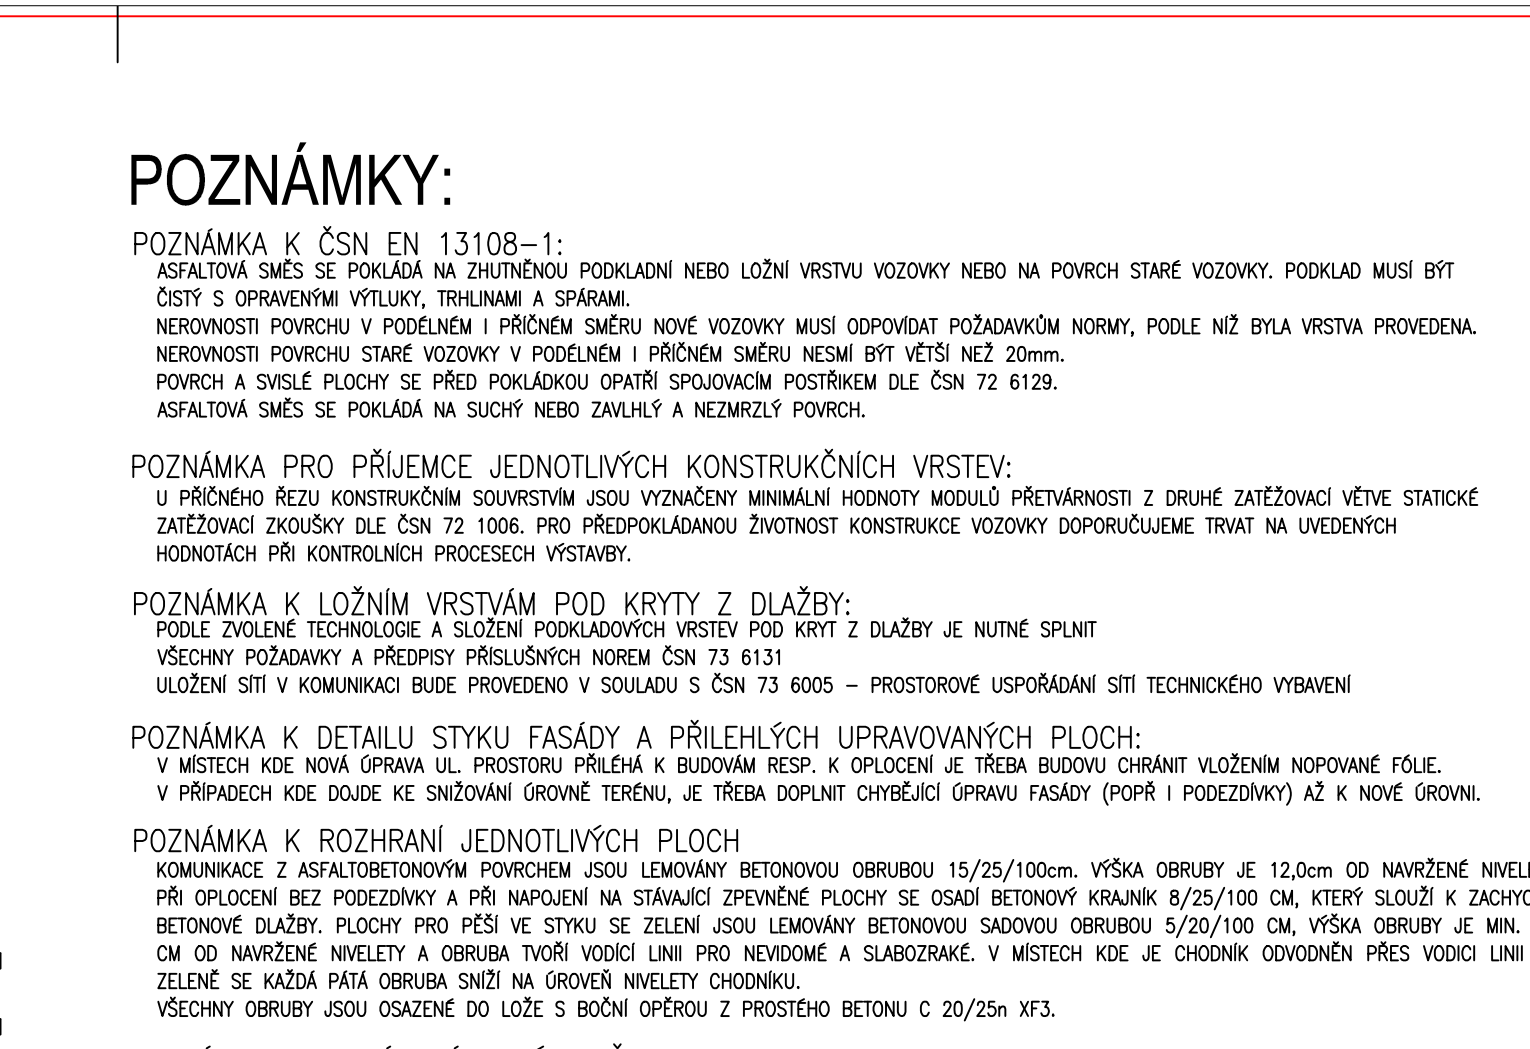 POZNÁMKY:
POZNÁMKA K ČSN EN 13108-1:
ASFALTOVÁ SMĚS SE POKLÁDÁ NA ZHUTNĚNOU PODKLADNÍ NEBO LOŽNÍ VRSTVU VOZOVKY NEBO NA POVRCH STARÉ VOZOVKY. PODKLAD MUSÍ BÝT
ČISTÝ S OPRAVENÝMI VÝTLUKY, TRHLINAMI A SPÁRAMI.
NEROVNOSTI POVRCHU V PODÉLNÉM I PŘÍČNÉM SMĚRU NOVÉ VOZOVKY MUSÍ ODPOVÍDAT POŽADAVKŮM NORMY, PODLE NÍŽ BYLA VRSTVA PROVEDENA.
NEROVNOSTI POVRCHU STARÉ VOZOVKY V PODÉLNÉM I PŘÍČNÉM SMĚRU NESMÍ BÝT VĚTŠÍ NEŽ 20mm.
POVRCH A SVISLÉ PLOCHY SE PŘED POKLÁDKOU OPATŘÍ SPOJOVACÍM POSTŘIKEM DLE ČSN 72 6129.
ASFALTOVÁ SMĚS SE POKLÁDÁ NA SUCHÝ NEBO ZAVLHLÝ A NEZMRZLÝ POVRCH.
POZNÁMKA PRO PŘÍJEMCE JEDNOTLIVÝCH KONSTRUKČNÍCH VRSTEV:
U PŘÍČNÉHO ŘEZU KONSTRUKČNÍM SOUVRSTVÍM JSOU VYZNAČENY MINIMÁLNÍ HODNOTY MODULŮ PŘETVÁRNOSTI Z DRUHÉ ZATĚŽOVACÍ VĚTVE STATICKÉ
ZATĚŽOVACÍ ZKOUŠKY DLE ČSN 72 1006. PRO PŘEDPOKLÁDANOU ŽIVOTNOST KONSTRUKCE VOZOVKY DOPORUČUJEME TRVAT NA UVEDENÝCH
HODNOTÁCH PŘI KONTROLNÍCH PROCESECH VÝSTAVBY.
POZNÁMKA K LOŽNÍM VRSTVÁM POD KRYTY Z DLAŽBY:
PODLE ZVOLENÉ TECHNOLOGIE A SLOŽENÍ PODKLADOVÝCH VRSTEV POD KRYT Z DLAŽBY JE NUTNÉ SPLNIT
VŠECHNY POŽADAVKY A PŘEDPISY PŘÍSLUŠNÝCH NOREM ČSN 73 6131
ULOŽENÍ SÍTÍ V KOMUNIKACI BUDE PROVEDENO V SOULADU S ČSN 73 6005 – PROSTOROVÉ USPOŘÁDÁNÍ SÍTÍ TECHNICKÉHO VYBAVENÍ
POZNÁMKA K DETAILU STYKU FASÁDY A PŘILEHLÝCH UPRAVOVANÝCH PLOCH:
V MÍSTECH KDE NOVÁ ÚPRAVA UL. PROSTORU PŘILÉHÁ K BUDOVÁM RESP. K OPLOCENÍ JE TŘEBA BUDOVU CHRÁNIT VLOŽENÍM NOPOVANÉ FÓLIE.
V PŘÍPADECH KDE DOJDE KE SNIŽOVÁNÍ ÚROVNĚ TERÉNU, JE TŘEBA DOPLNIT CHYBĚJÍCÍ ÚPRAVU FASÁDY (POPŘ I PODEZDÍVKY) AŽ K NOVÉ ÚROVNI.
POZNÁMKA K ROZHRANÍ JEDNOTLIVÝCH PLOCH
KOMUNIKACE Z ASFALTOBETONOVÝM POVRCHEM JSOU LEMOVÁNY BETONOVOU OBRUBOU 15/25/100cm. VÝŠKA OBRUBY JE 12,0cm OD NAVRŽENÉ
PŘI OPLOCENÍ BEZ PODEZDÍVKY A PŘI NAPOJENÍ NA STÁVAJÍCÍ ZPEVNĚNÉ PLOCHY SE OSADÍ BETONOVÝ KRAJNÍK 8/25/100 CM, KTERÝ SLOUŽÍ K
BETONOVÉ DLAŽBY. PLOCHY PRO PĚŠÍ VE STYKU SE ZELENÍ JSOU LEMOVÁNY BETONOVOU SADOVOU OBRUBOU 5/20/100 CM, VÝŠKA OBRUBY JE MIN.
CM OD NAVRŽENÉ NIVELETY A OBRUBA TVOŘÍ VODÍCÍ LINII PRO NEVIDOMÉ A SLABOZRAKÉ. V MÍSTECH KDE JE CHODNÍK ODVODNĚN PŘES VODICI LINII
ZELENĚ SE KAŽDÁ PÁTÁ OBRUBA SNÍŽÍ NA ÚROVEŇ NIVELETY CHODNÍKU.
VŠECHNY OBRUBY JSOU OSAZENÉ DO LOŽE S BOČNÍ OPĚROU Z PROSTÉHO BETONU C 20/25n XF3.